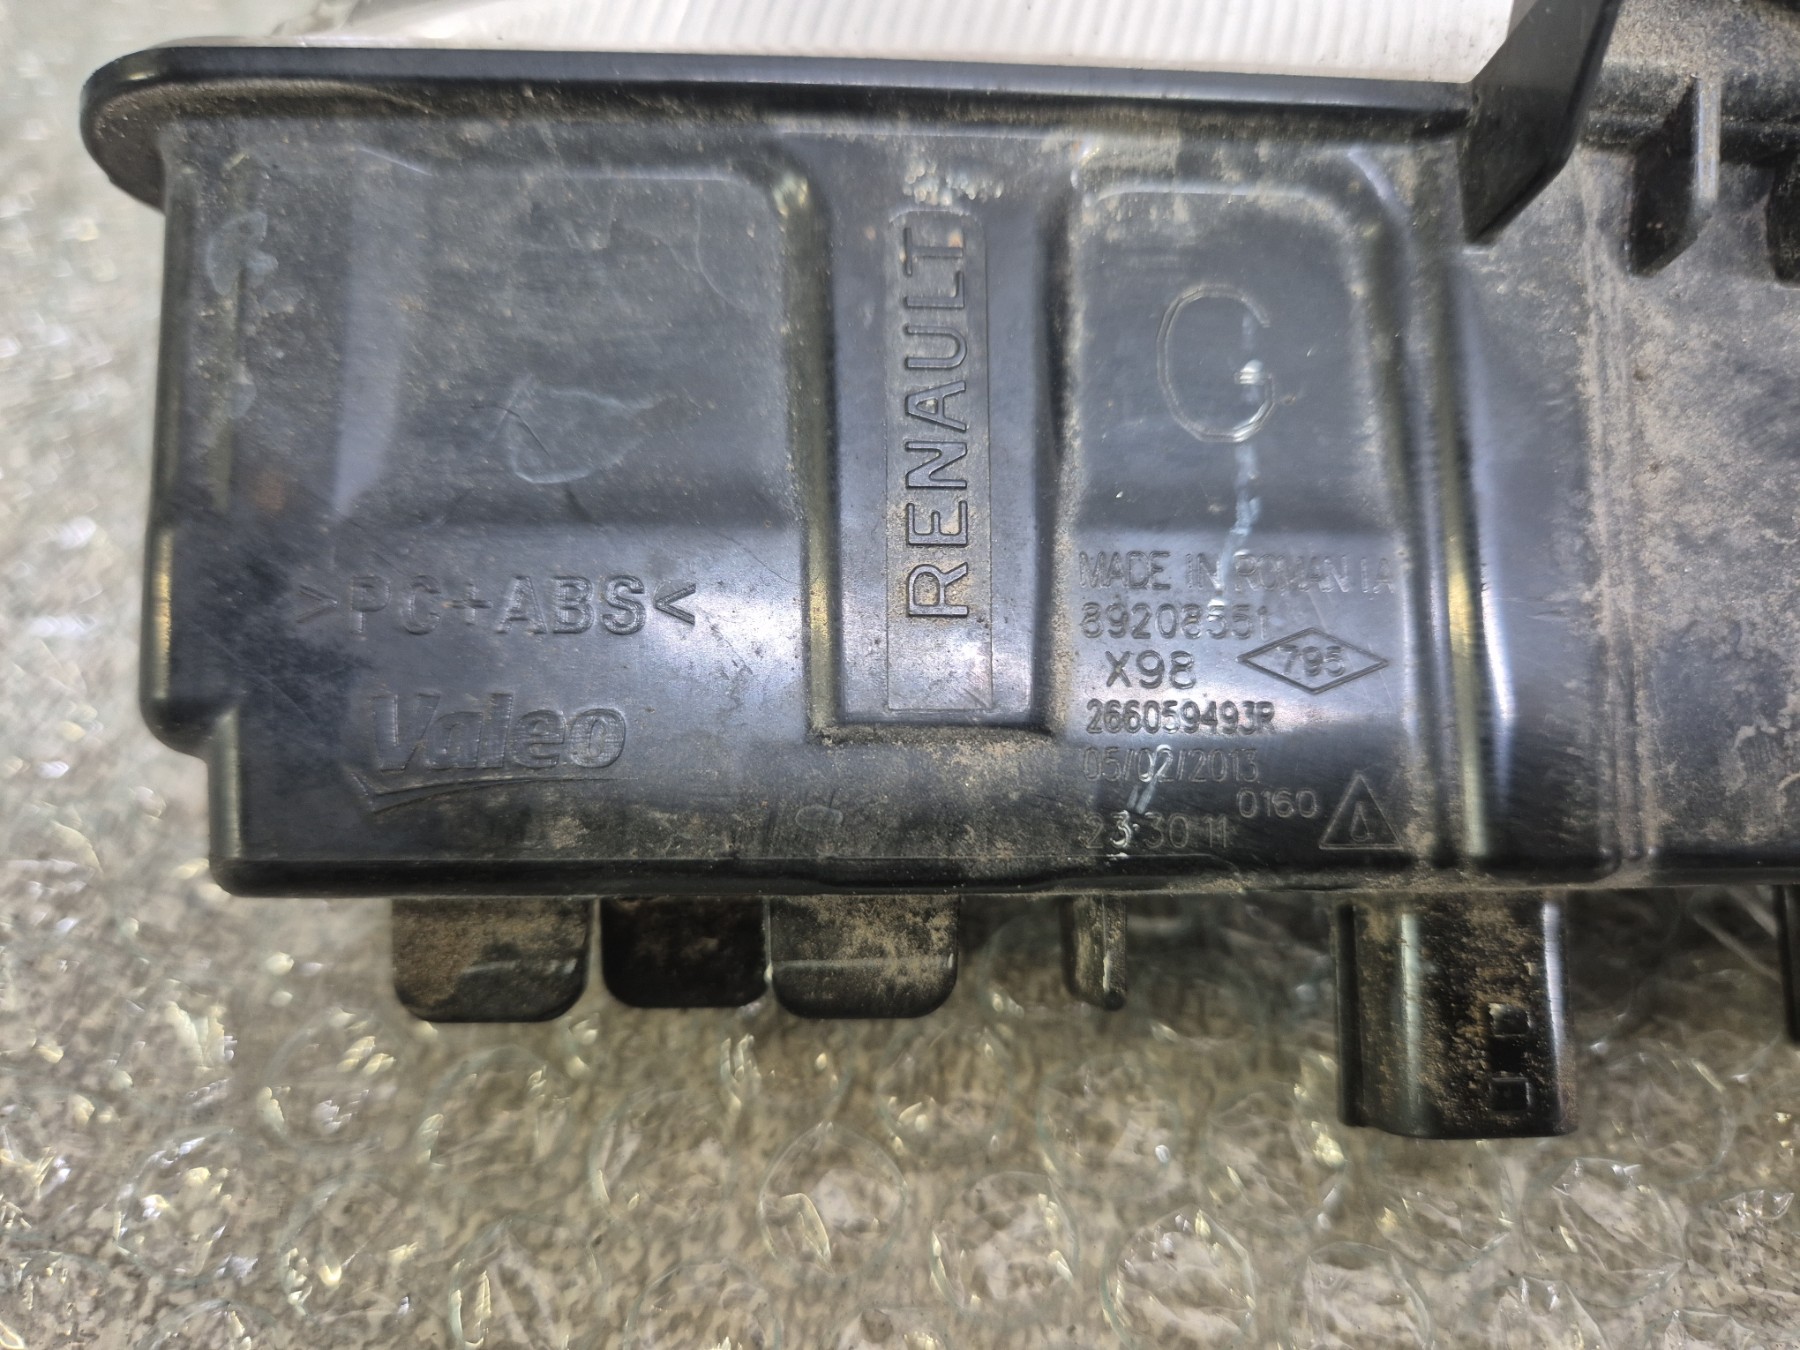 >PC+ABS<
Valeo
RENAULT
G
MADE IN ROMANIA
89208551
X98
795
266059493R
05/02/2013
23:30 11
0160